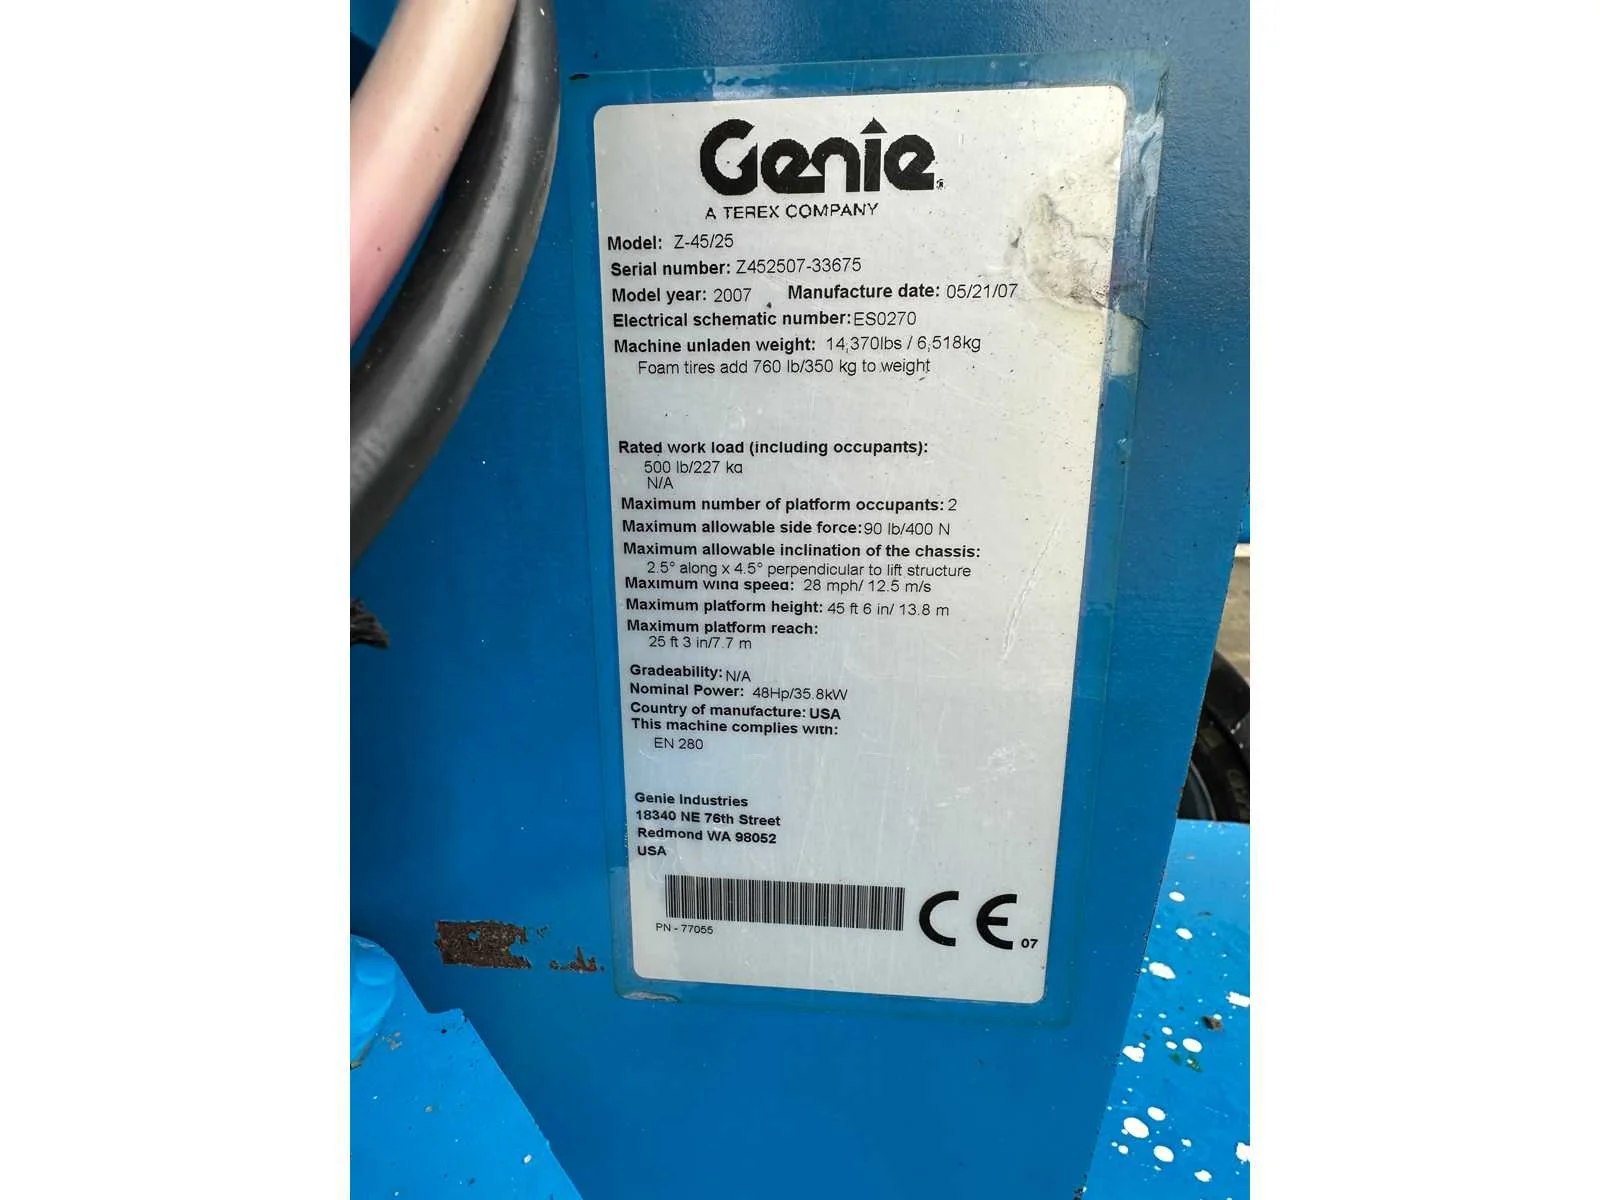 Genie
A TEREX COMPANY
Model: Z-45/25
Serial number: Z452507-33675
Model year: 2007 Manufacture date: 05/21/07
Electrical schematic number: ES0270
Machine unladen weight: 14,370lbs / 6,518kg
Foam tires add 760 lb/350 kg to weight
Rated work load (including occupants):
500 lb/227 kg
N/A
Maximum number of platform occupants: 2
Maximum allowable side force: 90 lb/400 N
Maximum allowable inclination of the chassis:
2.5° along x 4.5° perpendicular to lift structure
Maximum wind speed: 28 mph/ 12.5 m/s
Maximum platform height: 45 ft 6 in/ 13.8 m
Maximum platform reach:
25 ft 3 in/7.7 m
Gradeability: N/A
Nominal Power: 48Hp/35.8kW
Country of manufacture: USA
This machine complies with:
EN 280
Genie Industries
18340 NE 76th Street
Redmond WA 98052
USA
PN - 77055
CE 07